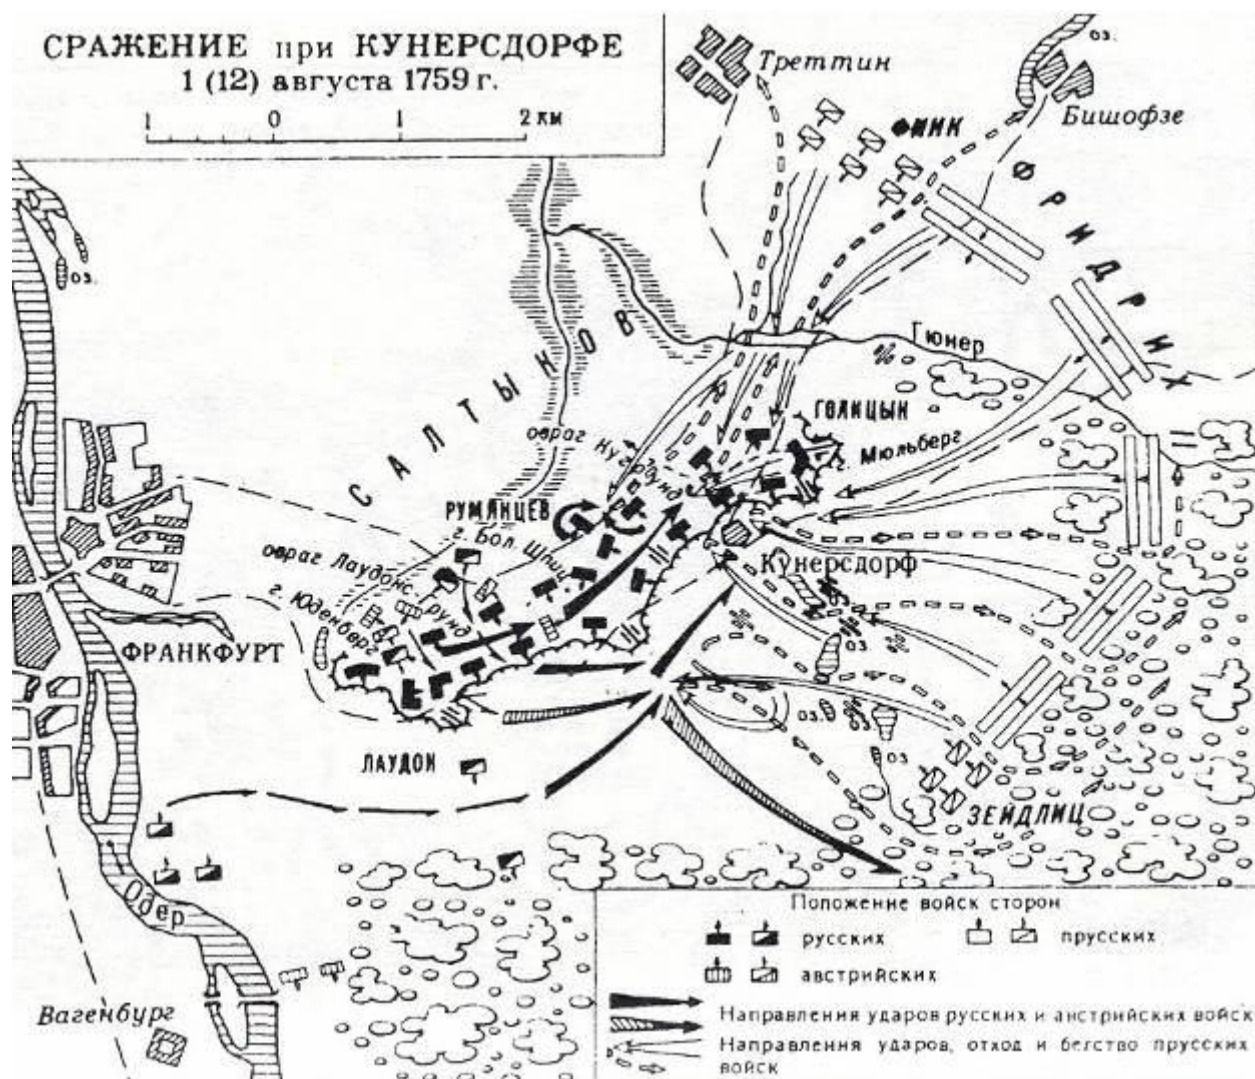 СРАЖЕНИЕ при КУНЕРСДОРФЕ
1 (12) августа 1759 г.
1 0 1 2 км
Треттин
оз.
Бишофзе
ФИНК
ФРИДРИХ
оз.
САЛТЫКОВ
Гюнер
ГОЛИЦЫН
Мюльберг
овраг Кугрунд
РУМЯНЦЕВ
г. Бол. Шпиц
овраг Лаудонсгрунд
г. Юденберг
Кунерсдорф
ФРАНКФУРТ
оз.
оз.
оз.
ЛАУДОН
ЗЕЙДЛИЦ
Одер
Вагенбург
Положение войск сторон
русских
прусских
австрийских
Направления ударов русских и австрийских войск
Направления ударов, отход и бегство прусских
войск